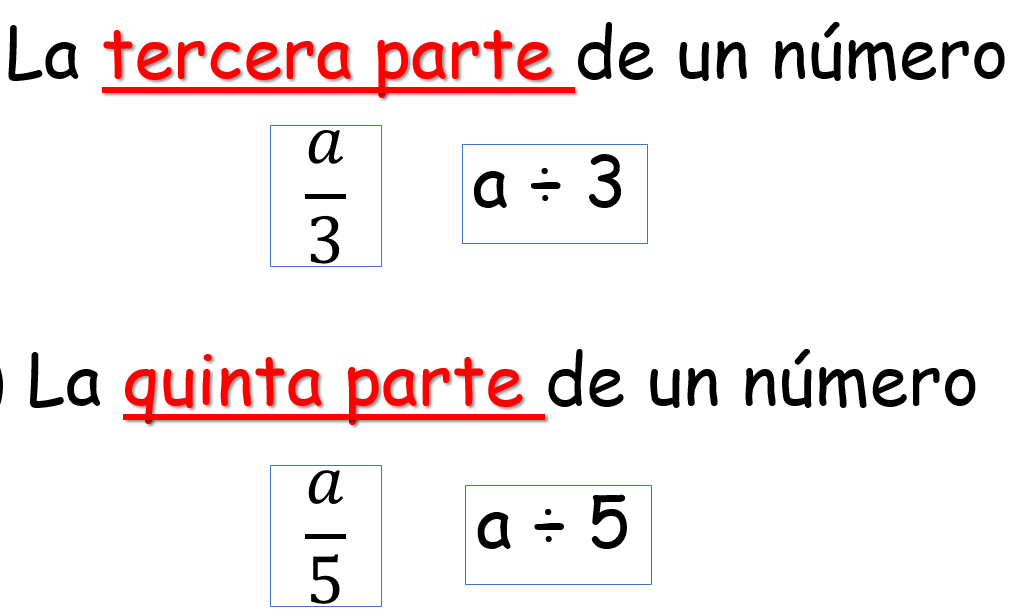 La tercera parte de un número
a
3
a ÷ 3
) La quinta parte de un número
a
5
a ÷ 5